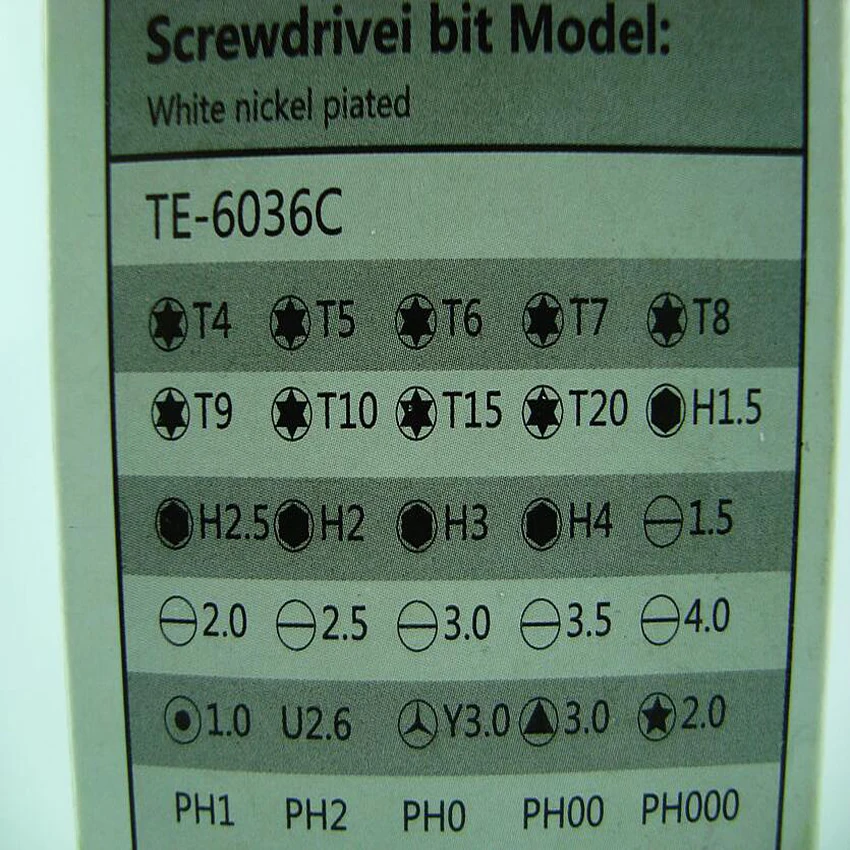 Screwdrivei bit Model:
White nickel piated
TE-6036C
T4 T5 T6 T7 T8
T9 T10 T15 T20 H1.5
H2.5 H2 H3 H4 1.5
2.0 2.5 3.0 3.5 4.0
1.0 U2.6 Y3.0 3.0 2.0
PH1 PH2 PH0 PH00 PH000